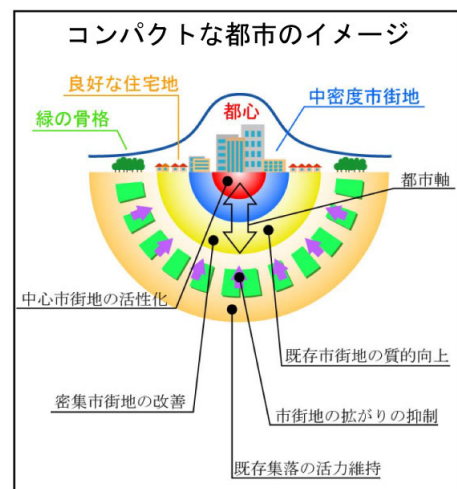 コンパクトな都市のイメージ
良好な住宅地
都心
中密度市街地
緑の骨格
都市軸
中心市街地の活性化
既存市街地の質的向上
密集市街地の改善
市街地の拡がりの抑制
既存集落の活力維持